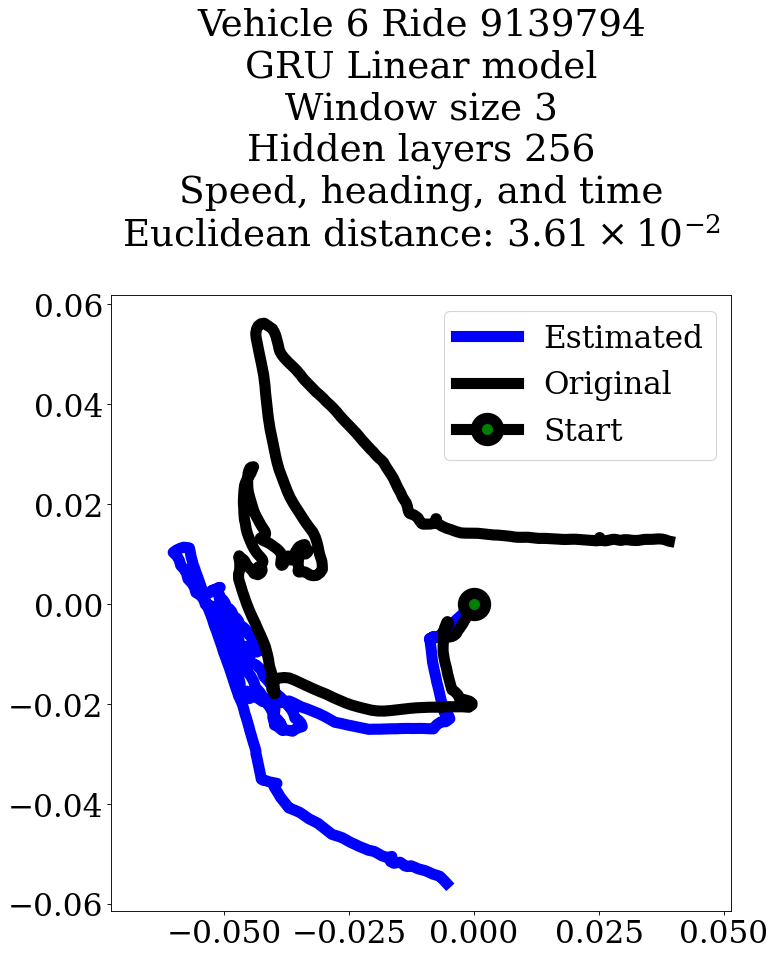 Vehicle 6 Ride 9139794
GRU Linear model
Window size 3
Hidden layers 256
Speed, heading, and time
Euclidean distance: 3.61 × 10⁻²
Estimated
Original
Start
0.06
0.04
0.02
0.00
−0.02
−0.04
−0.06
−0.050 −0.025 0.000 0.025 0.050